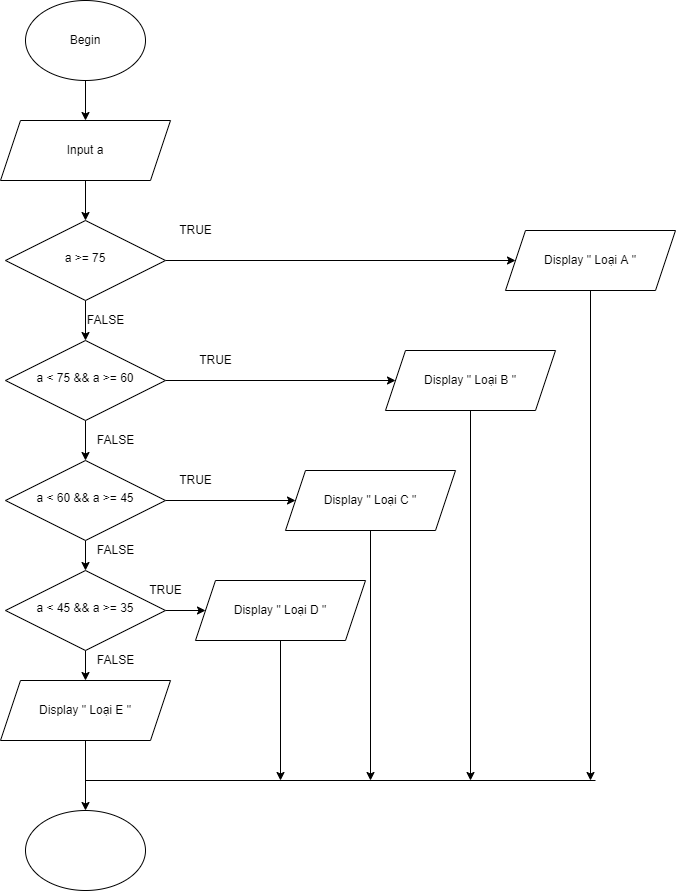 Begin
Input a
TRUE
a >= 75
Display " Loại A "
FALSE
TRUE
a < 75 && a >= 60
Display " Loại B "
FALSE
TRUE
a < 60 && a >= 45
Display " Loại C "
FALSE
TRUE
a < 45 && a >= 35
Display " Loại D "
FALSE
Display " Loại E "